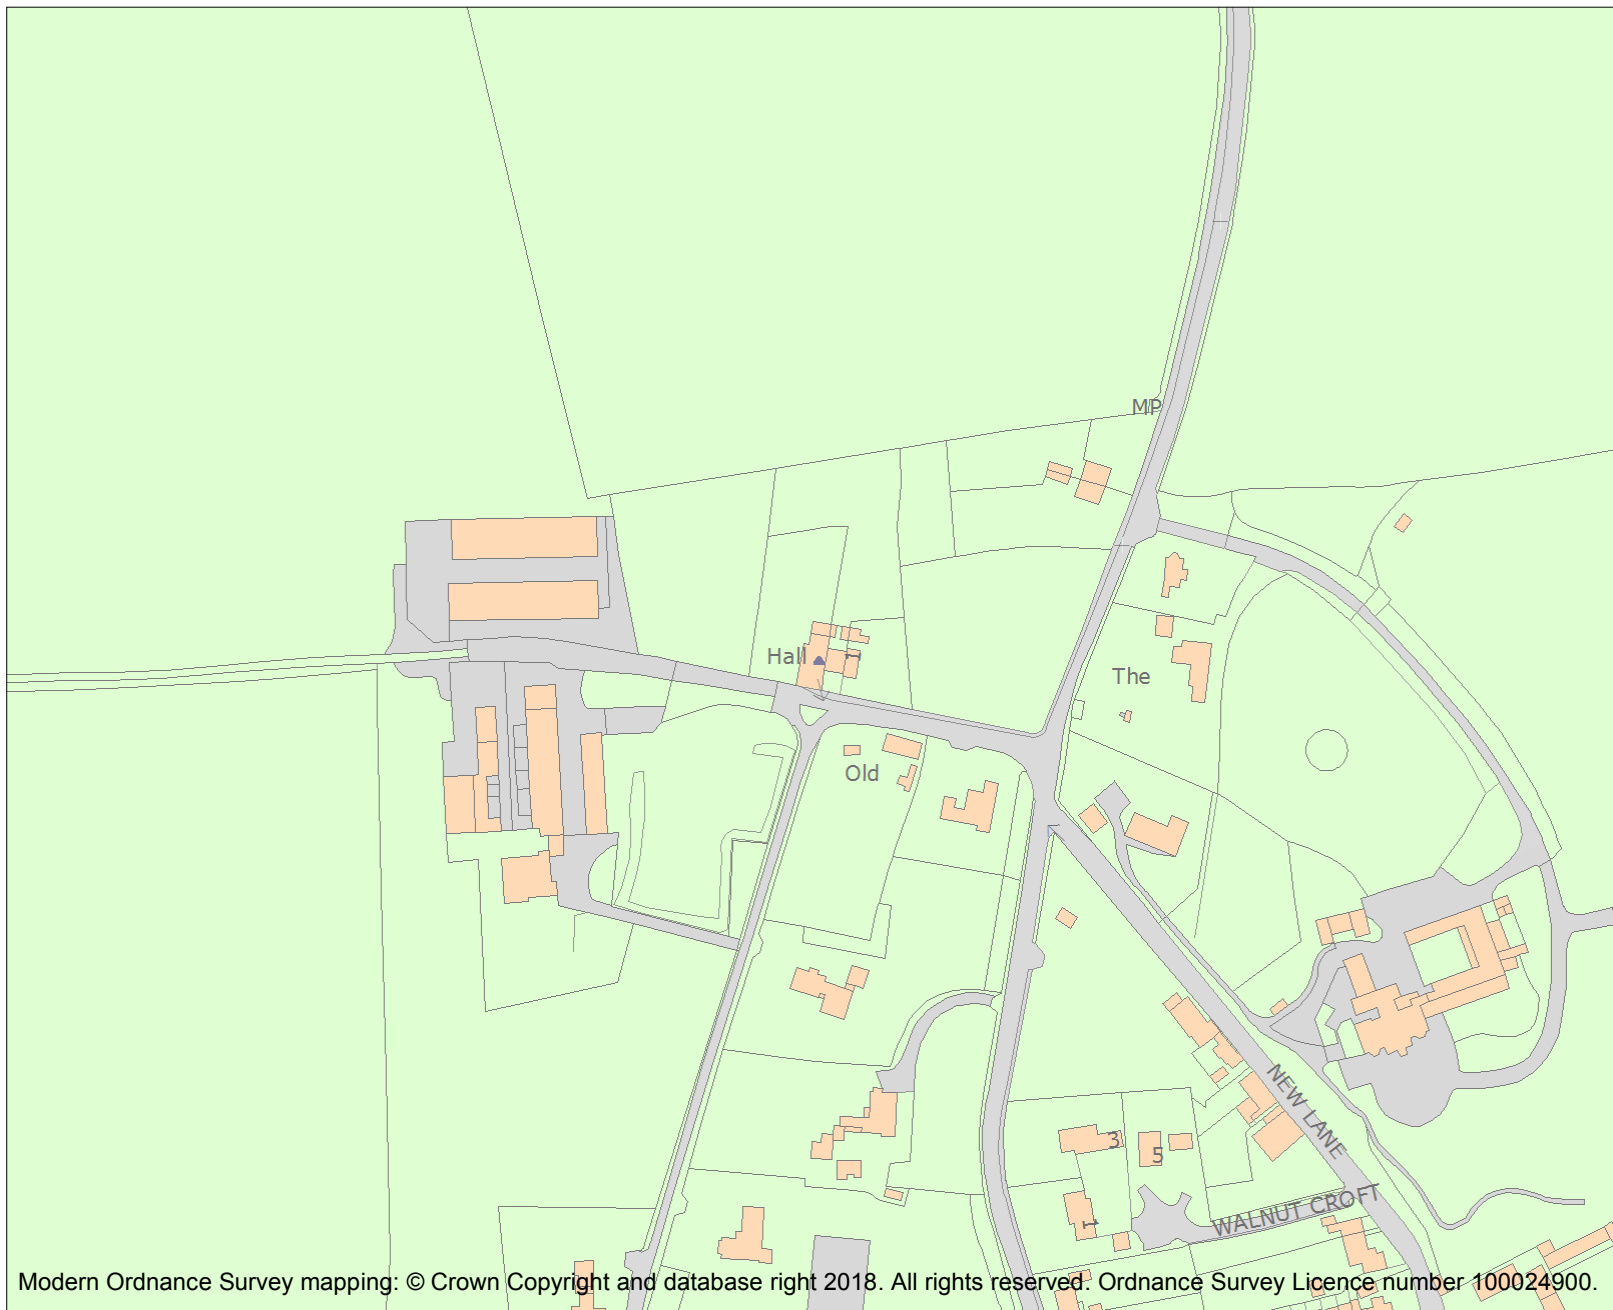 MP
Hall
1
The
Old
NEW LANE
3
5
1
WALNUT CROFT
Modern Ordnance Survey mapping: © Crown Copyright and database right 2018. All rights reserved. Ordnance Survey Licence number 100024900.